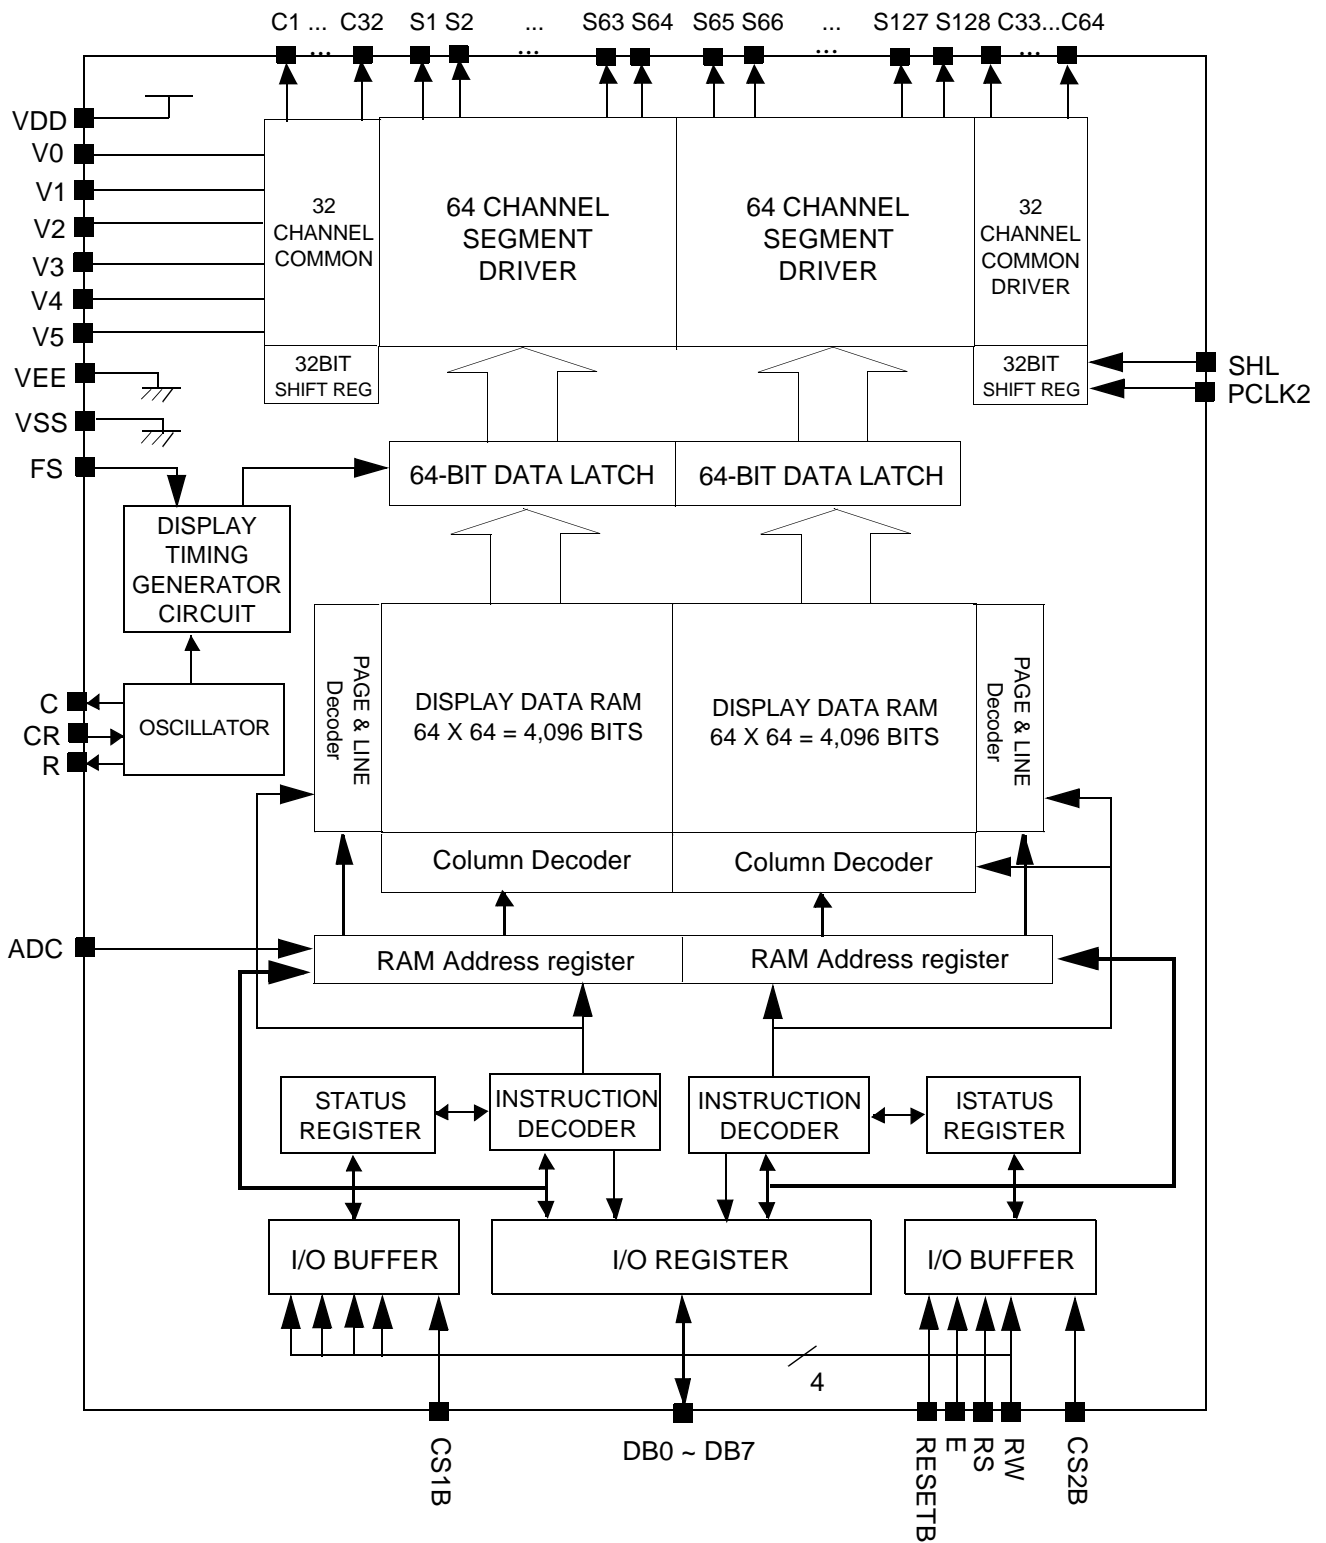 C1 ... C32 S1 S2 ... S63 S64 S65 S66 ... S127 S128 C33...C64
... ... ... ...
VDD
V0
V1
V2
V3
V4
V5
VEE
VSS
FS
32
CHANNEL
COMMON
64 CHANNEL
SEGMENT
DRIVER
64 CHANNEL
SEGMENT
DRIVER
32
CHANNEL
COMMON
DRIVER
32BIT
SHIFT REG
32BIT
SHIFT REG
SHL
PCLK2
64-BIT DATA LATCH
64-BIT DATA LATCH
DISPLAY
TIMING
GENERATOR
CIRCUIT
C
CR
R
OSCILLATOR
PAGE & LINE
Decoder
DISPLAY DATA RAM
64 X 64 = 4,096 BITS
DISPLAY DATA RAM
64 X 64 = 4,096 BITS
PAGE & LINE
Decoder
Column Decoder
Column Decoder
ADC
RAM Address register
RAM Address register
STATUS
REGISTER
INSTRUCTION
DECODER
INSTRUCTION
DECODER
ISTATUS
REGISTER
I/O BUFFER
I/O REGISTER
I/O BUFFER
4
CS1B
DB0 ~ DB7
RESETB
E
RS
RW
CS2B